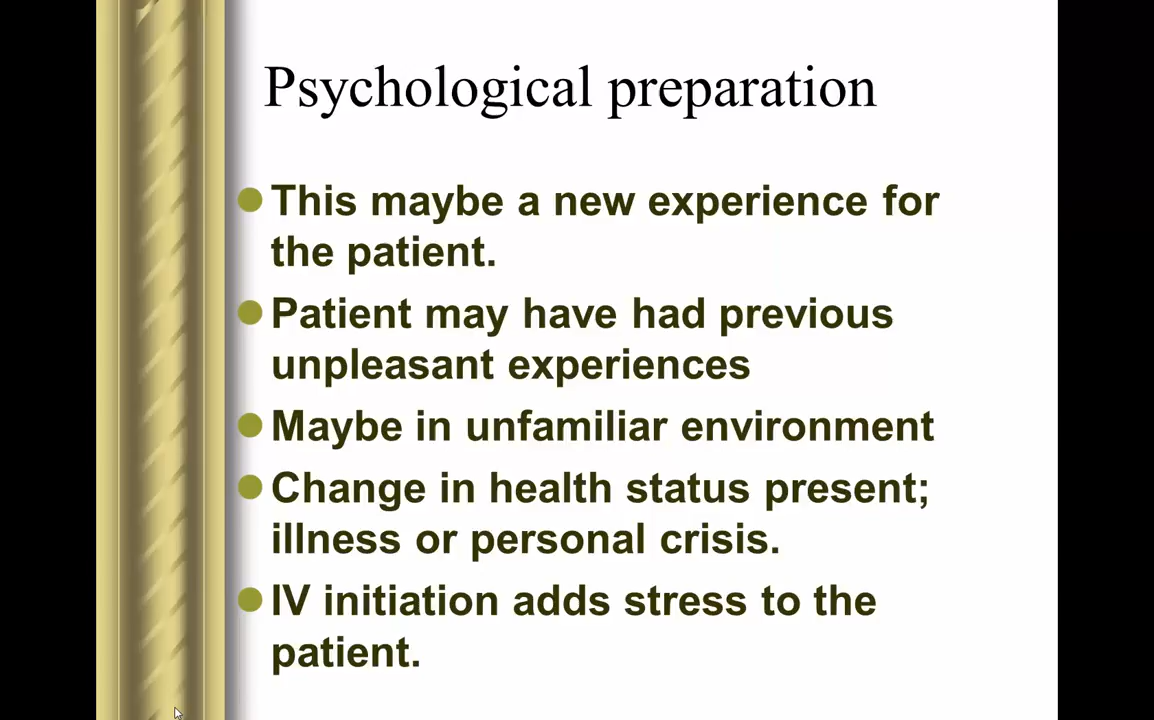 Psychological preparation
This maybe a new experience for
the patient.
Patient may have had previous
unpleasant experiences
Maybe in unfamiliar environment
Change in health status present;
illness or personal crisis.
IV initiation adds stress to the
patient.